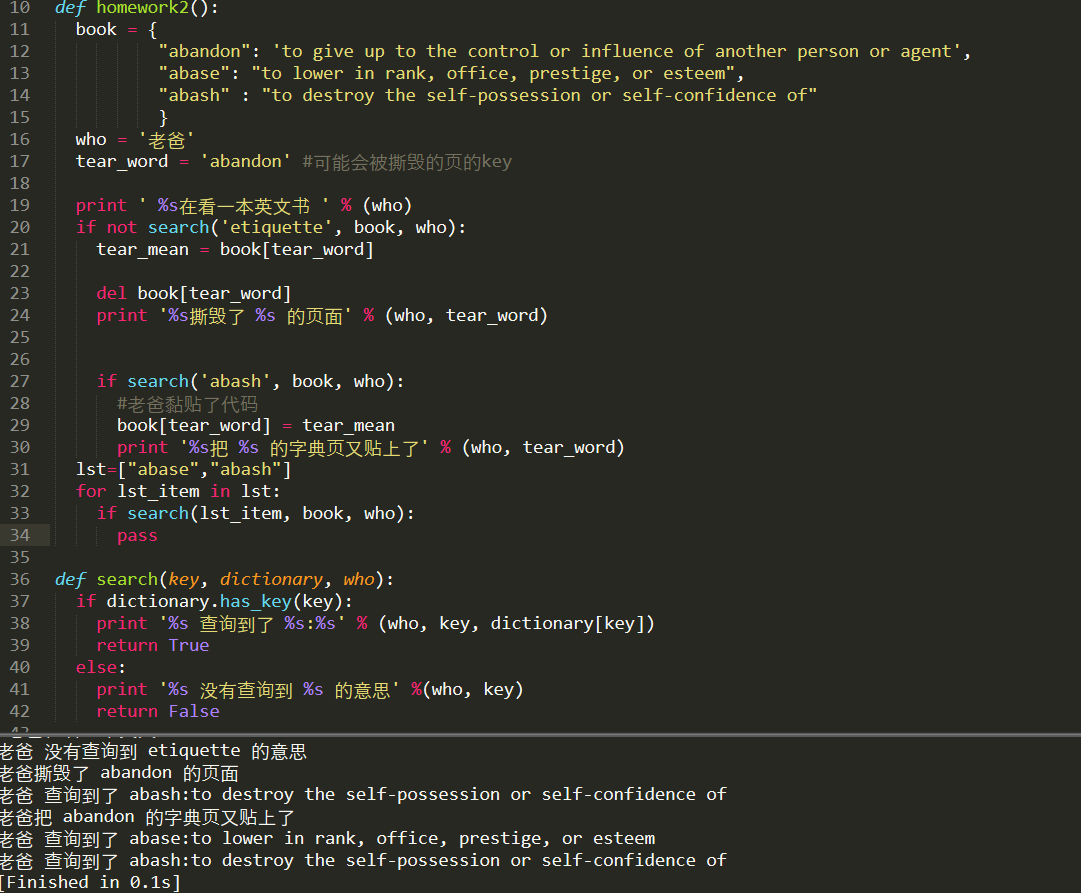 10 def homework2():
11   book = {
12           "abandon": 'to give up to the control or influence of another person or agent',
13           "abase": "to lower in rank, office, prestige, or esteem",
14           "abash" : "to destroy the self-possession or self-confidence of"
15           }
16   who = '老爸'
17   tear_word = 'abandon' #可能会被撕毁的页的key
18
19   print ' %s在看一本英文书 ' % (who)
20   if not search('etiquette', book, who):
21     tear_mean = book[tear_word]
22
23     del book[tear_word]
24     print '%s撕毁了 %s 的页面' % (who, tear_word)
25
26
27     if search('abash', book, who):
28       #老爸黏贴了代码
29       book[tear_word] = tear_mean
30       print '%s把 %s 的字典页又贴上了' % (who, tear_word)
31   lst=["abase","abash"]
32   for lst_item in lst:
33     if search(lst_item, book, who):
34       pass
35
36 def search(key, dictionary, who):
37   if dictionary.has_key(key):
38     print '%s 查询到了 %s:%s' % (who, key, dictionary[key])
39     return True
40   else:
41     print '%s 没有查询到 %s 的意思' %(who, key)
42     return False
老爸 没有查询到 etiquette 的意思
老爸撕毁了 abandon 的页面
老爸 查询到了 abash:to destroy the self-possession or self-confidence of
老爸把 abandon 的字典页又贴上了
老爸 查询到了 abase:to lower in rank, office, prestige, or esteem
老爸 查询到了 abash:to destroy the self-possession or self-confidence of
[Finished in 0.1s]